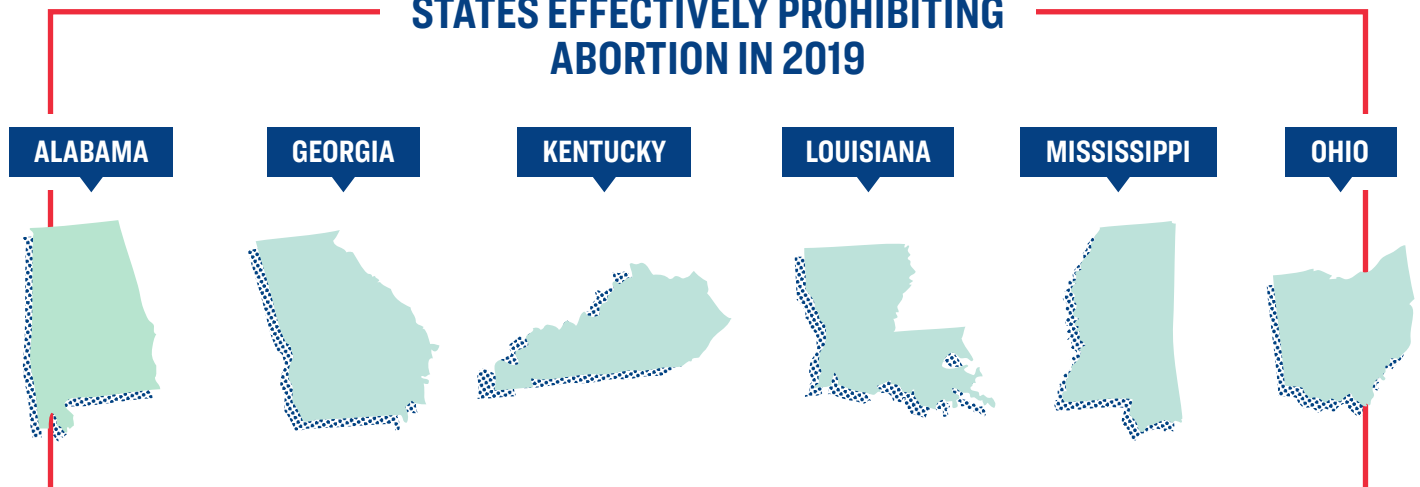 STATES EFFECTIVELY PROHIBITING
ABORTION IN 2019
ALABAMA
GEORGIA
KENTUCKY
LOUISIANA
MISSISSIPPI
OHIO